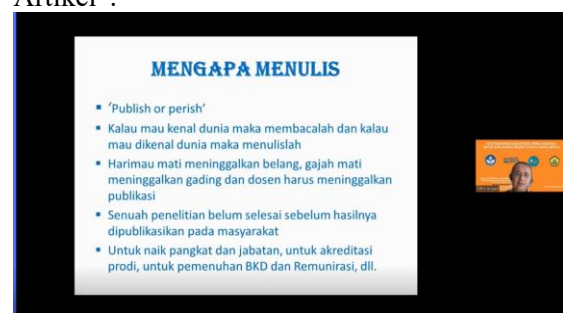 Artikel".
MENGAPA MENULIS
▪ 'Publish or perish'
▪ Kalau mau kenal dunia maka membacalah dan kalau
mau dikenal dunia maka menulislah
▪ Harimau mati meninggalkan belang, gajah mati
meninggalkan gading dan dosen harus meninggalkan
publikasi
▪ Senuah penelitian belum selesai sebelum hasilnya
dipublikasikan pada masyarakat
▪ Untuk naik pangkat dan jabatan, untuk akreditasi
prodi, untuk pemenuhan BKD dan Remunirasi, dll.